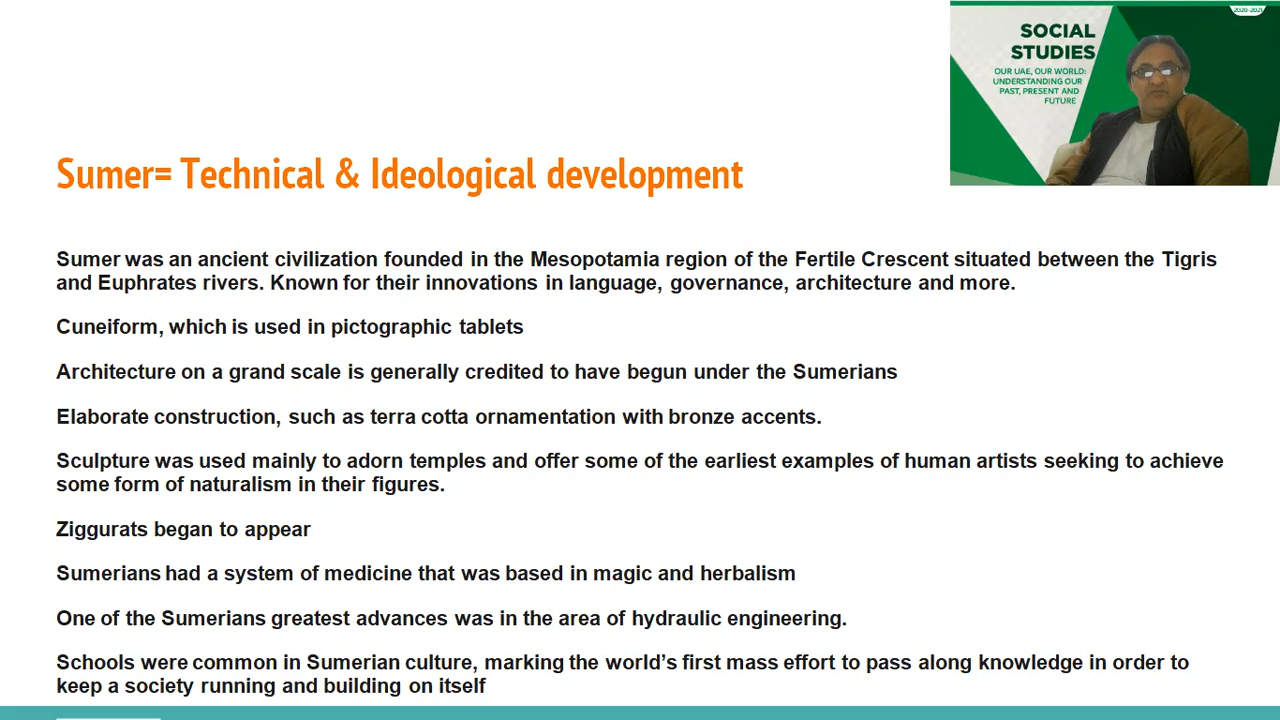 2020-2021
SOCIAL
STUDIES
OUR UAE, OUR WORLD:
UNDERSTANDING OUR
PAST, PRESENT AND
FUTURE
Sumer= Technical & Ideological development
Sumer was an ancient civilization founded in the Mesopotamia region of the Fertile Crescent situated between the Tigris
and Euphrates rivers. Known for their innovations in language, governance, architecture and more.
Cuneiform, which is used in pictographic tablets
Architecture on a grand scale is generally credited to have begun under the Sumerians
Elaborate construction, such as terra cotta ornamentation with bronze accents.
Sculpture was used mainly to adorn temples and offer some of the earliest examples of human artists seeking to achieve
some form of naturalism in their figures.
Ziggurats began to appear
Sumerians had a system of medicine that was based in magic and herbalism
One of the Sumerians greatest advances was in the area of hydraulic engineering.
Schools were common in Sumerian culture, marking the world’s first mass effort to pass along knowledge in order to
keep a society running and building on itself